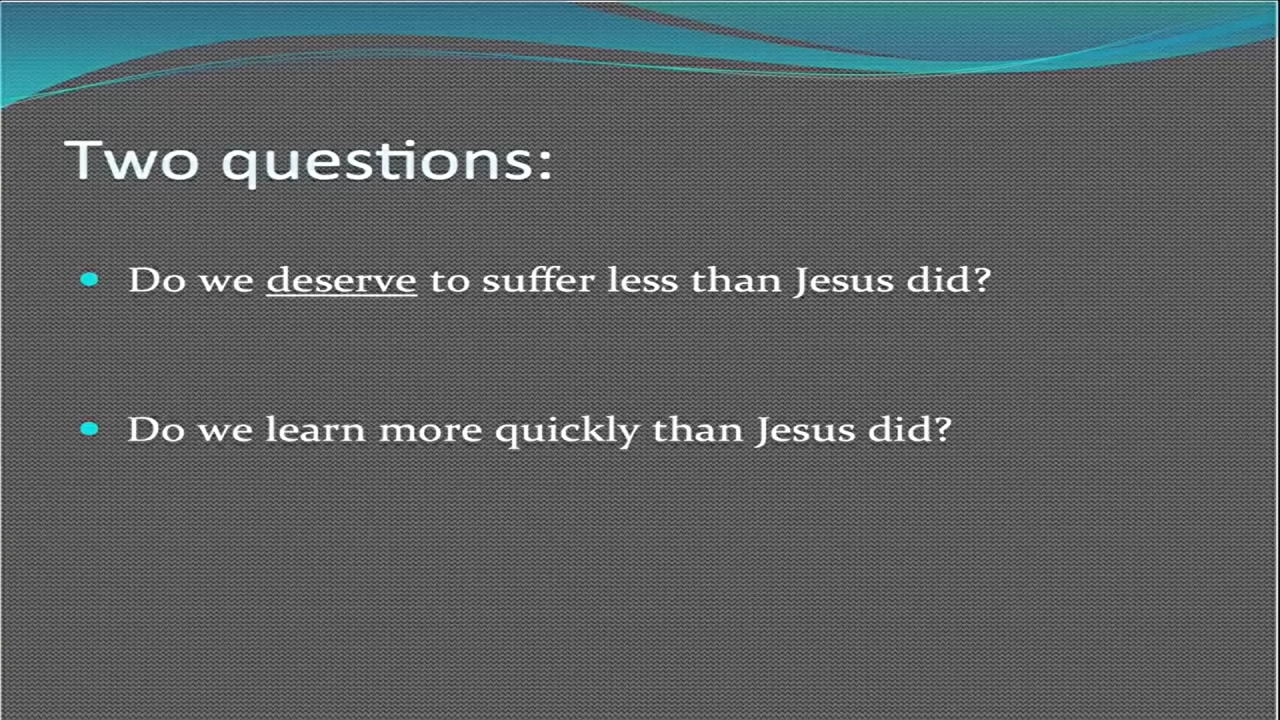 Two questions:
Do we deserve to suffer less than Jesus did?
Do we learn more quickly than Jesus did?